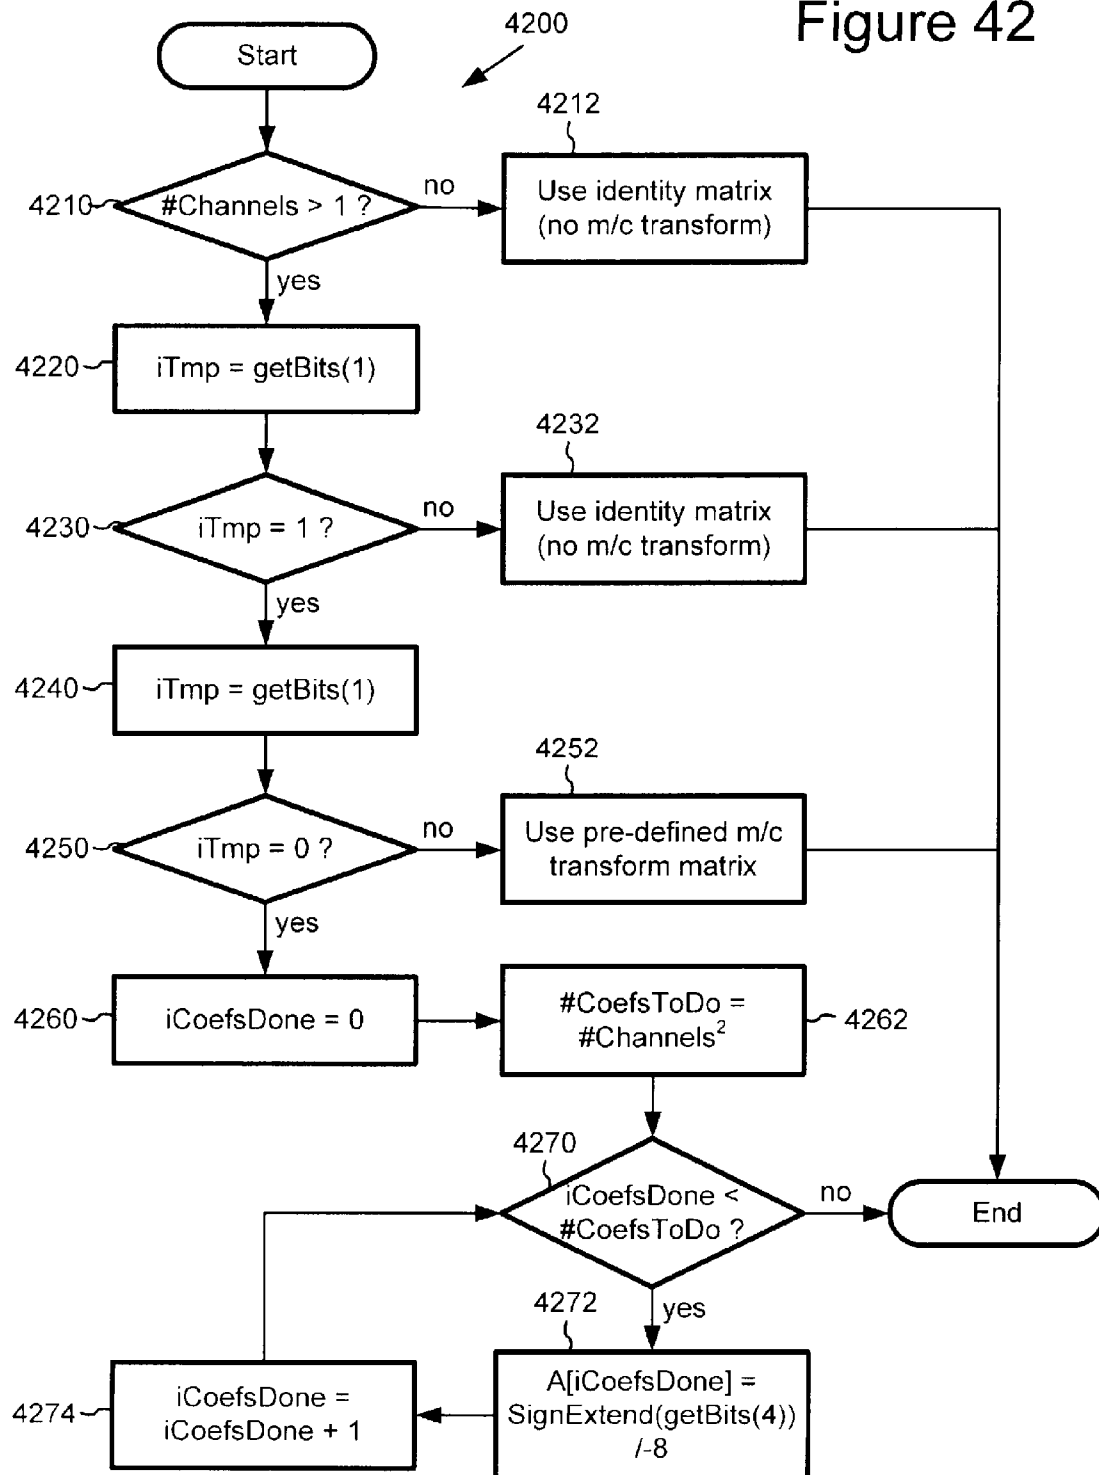 Figure 42
4200
Start
4210
#Channels > 1 ?
no
4212
Use identity matrix
(no m/c transform)
yes
4220
iTmp = getBits(1)
4230
iTmp = 1 ?
no
4232
Use identity matrix
(no m/c transform)
yes
4240
iTmp = getBits(1)
4250
iTmp = 0 ?
no
4252
Use pre-defined m/c
transform matrix
yes
4260
iCoefsDone = 0
#CoefsToDo =
#Channels²
4262
4270
iCoefsDone <
#CoefsToDo ?
no
End
yes
4272
A[iCoefsDone] =
SignExtend(getBits(4))
/-8
4274
iCoefsDone =
iCoefsDone + 1